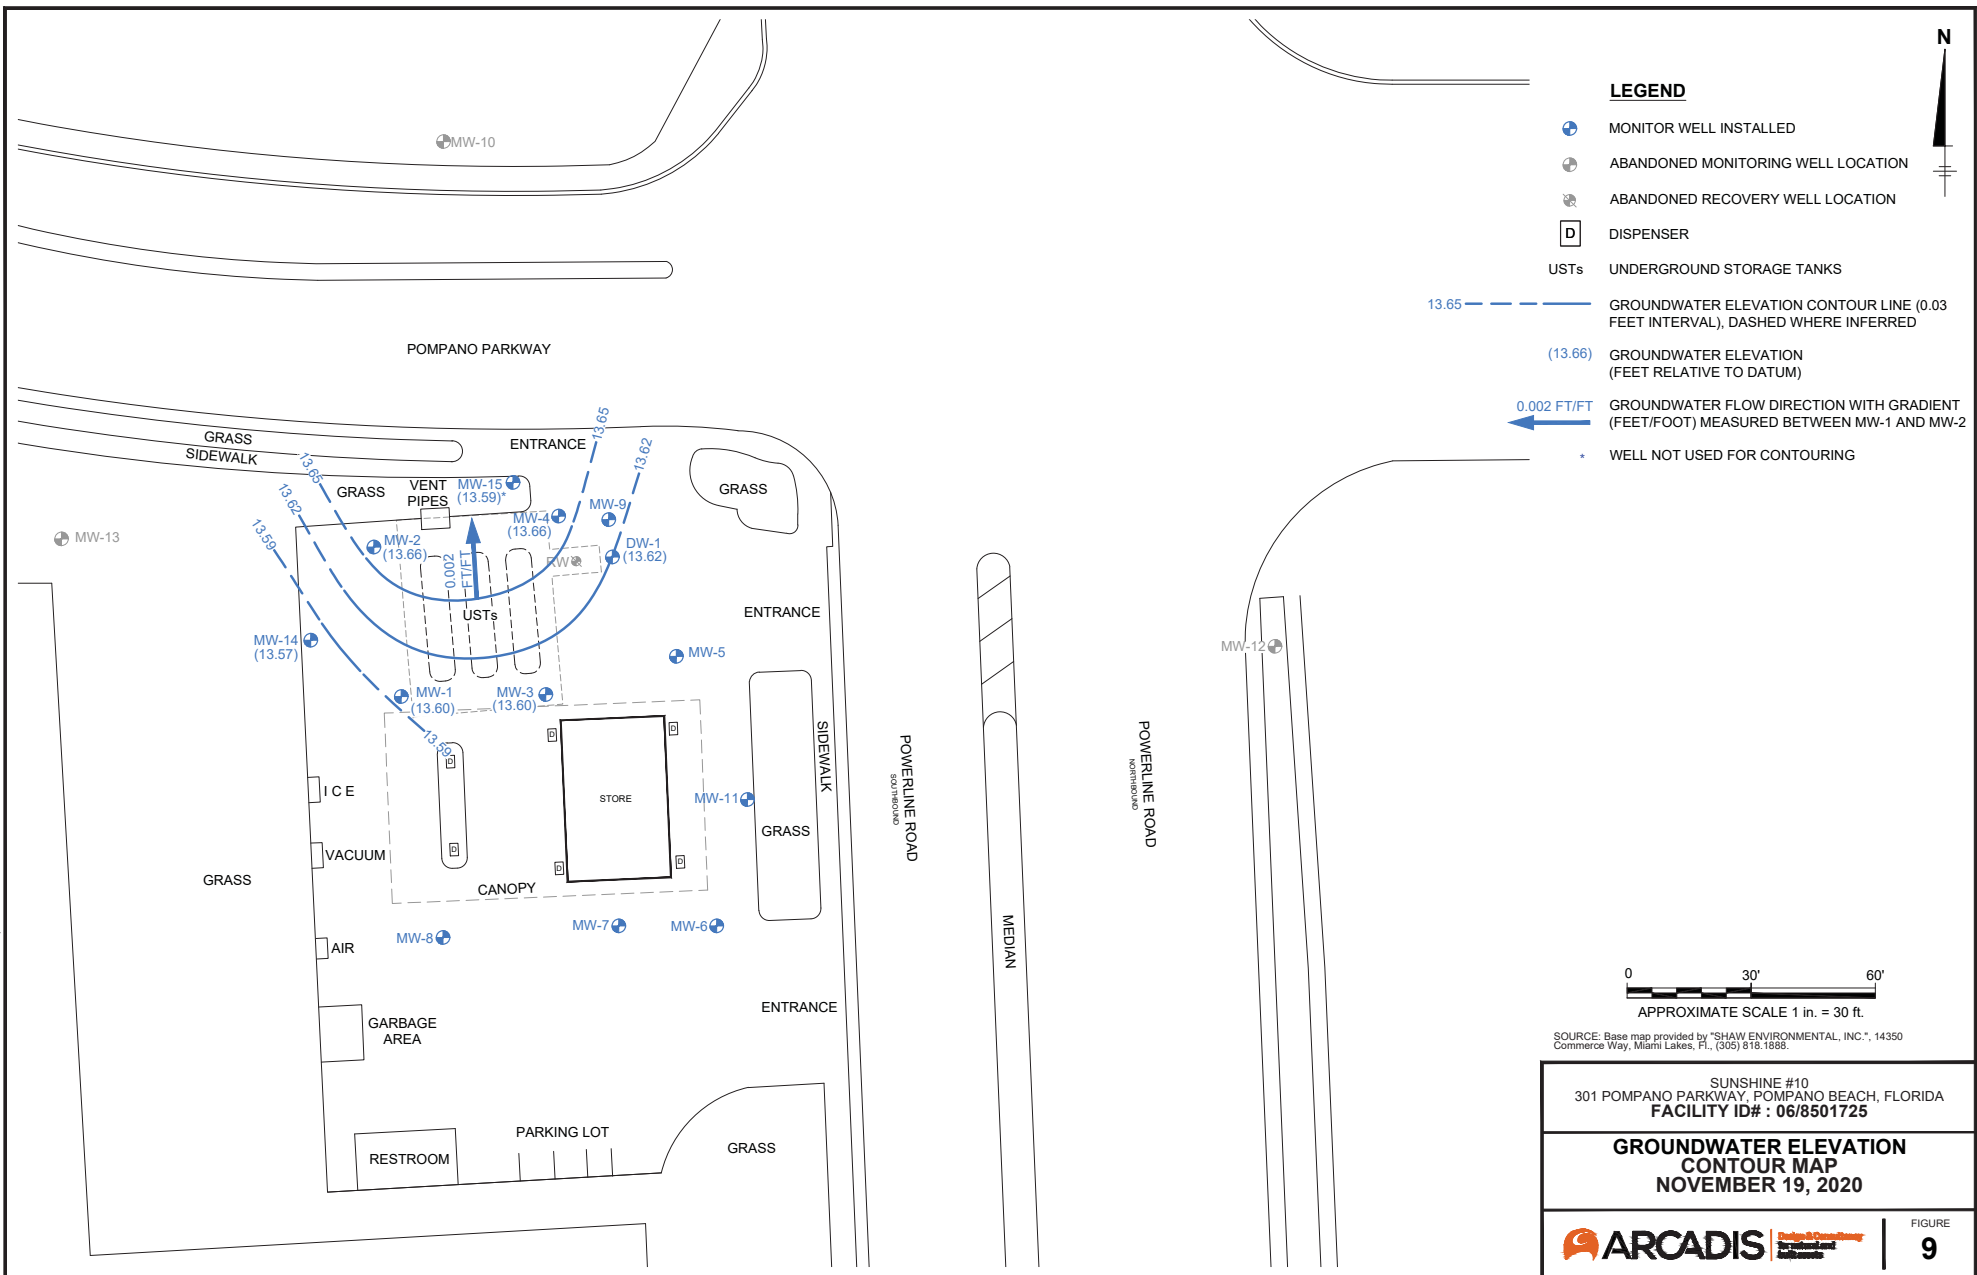 MW-10
N
LEGEND
MONITOR WELL INSTALLED
ABANDONED MONITORING WELL LOCATION
ABANDONED RECOVERY WELL LOCATION
D DISPENSER
USTs UNDERGROUND STORAGE TANKS
13.65 GROUNDWATER ELEVATION CONTOUR LINE (0.03
FEET INTERVAL), DASHED WHERE INFERRED
(13.66) GROUNDWATER ELEVATION
(FEET RELATIVE TO DATUM)
0.002 FT/FT GROUNDWATER FLOW DIRECTION WITH GRADIENT
(FEET/FOOT) MEASURED BETWEEN MW-1 AND MW-2
* WELL NOT USED FOR CONTOURING
POMPANO PARKWAY
GRASS
SIDEWALK
ENTRANCE
13.65
13.62
13.65
13.62
13.59
GRASS
VENT
PIPES
MW-15
(13.59)*
GRASS
MW-4
(13.66)
MW-9
MW-13
MW-2
(13.66)
0.002
FT/FT
RW
DW-1
(13.62)
USTs
ENTRANCE
MW-14
(13.57)
MW-5
MW-12
MW-1
(13.60)
MW-3
(13.60)
13.59
D
D
D
D
D
D
STORE
ICE
MW-11
SIDEWALK
GRASS
POWERLINE ROAD
SOUTHBOUND
POWERLINE ROAD
NORTHBOUND
VACUUM
GRASS
CANOPY
MW-8
MW-7
MW-6
MEDIAN
AIR
ENTRANCE
GARBAGE
AREA
PARKING LOT
RESTROOM
GRASS
0 30' 60'
APPROXIMATE SCALE 1 in. = 30 ft.
SOURCE: Base map provided by "SHAW ENVIRONMENTAL, INC.", 14350
Commerce Way, Miami Lakes, Fl., (305) 818.1888.
SUNSHINE #10
301 POMPANO PARKWAY, POMPANO BEACH, FLORIDA
FACILITY ID# : 06/8501725
GROUNDWATER ELEVATION
CONTOUR MAP
NOVEMBER 19, 2020
ARCADIS
Design & Consultancy
for natural and
built assets
FIGURE
9